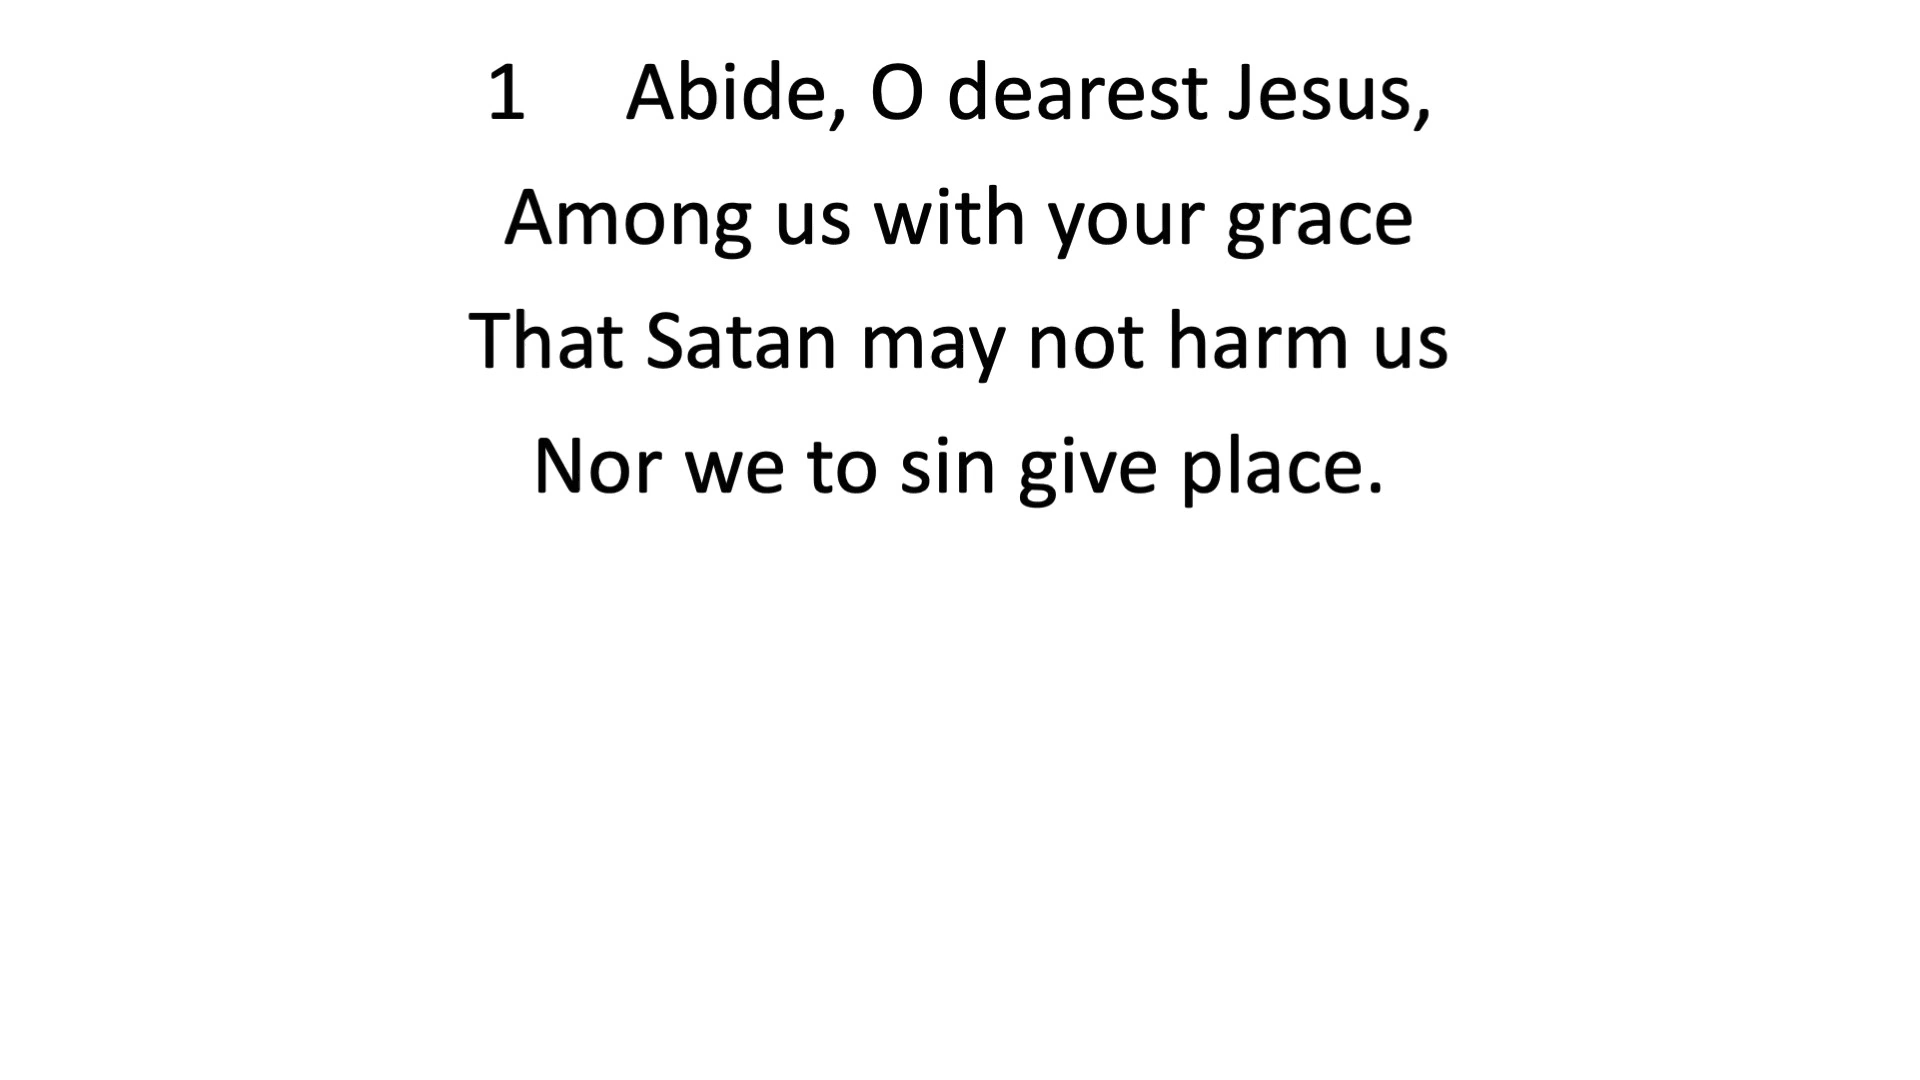 1 Abide, O dearest Jesus,
Among us with your grace
That Satan may not harm us
Nor we to sin give place.